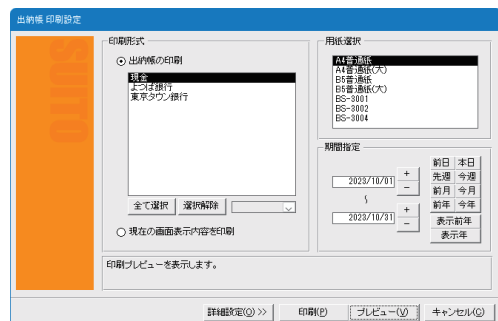 出納帳 印刷設定
SUITO
印刷形式
出納帳の印刷
現金
よつば銀行
東京タウン銀行
全て選択 選択解除
現在の画面表示内容を印刷
用紙選択
A4普通紙
A4普通紙(大)
B5普通紙
B5普通紙(大)
BS-3001
BS-3002
BS-3004
期間指定
2023/10/01 + -
～
2023/10/31 + -
前日 本日
先週 今週
前月 今月
前年 今年
表示前年
表示年
印刷プレビューを表示します。
詳細設定(O) >> 印刷(P) プレビュー(V) キャンセル(C)